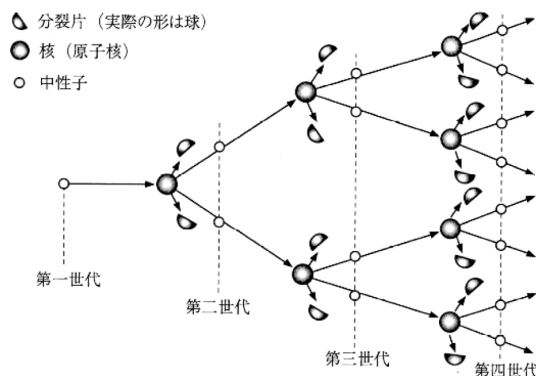 分裂片（実際の形は球）
核（原子核）
中性子
第一世代
第二世代
第三世代
第四世代